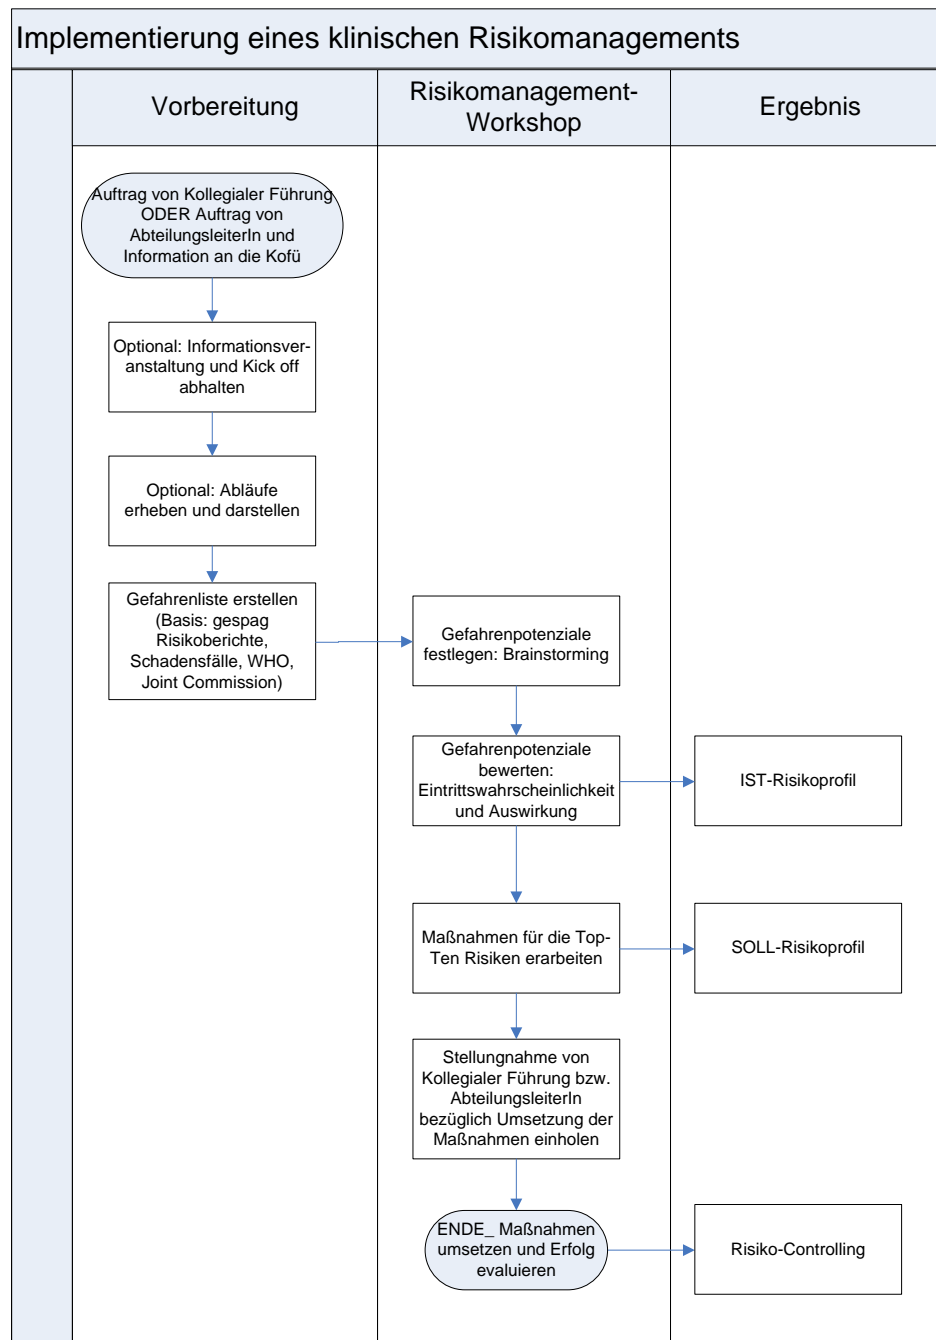 Implementierung eines klinischen Risikomanagements
Vorbereitung
Risikomanagement-
Workshop
Ergebnis
Auftrag von Kollegialer Führung
ODER Auftrag von
AbteilungsleiterIn und
Information an die Kofü
Optional: Informationsver-
anstaltung und Kick off
abhalten
Optional: Abläufe
erheben und darstellen
Gefahrenliste erstellen
(Basis: gespag
Risikoberichte,
Schadensfälle, WHO,
Joint Commission)
Gefahrenpotenziale
festlegen: Brainstorming
Gefahrenpotenziale
bewerten:
Eintrittswahrscheinlichkeit
und Auswirkung
IST-Risikoprofil
Maßnahmen für die Top-
Ten Risiken erarbeiten
SOLL-Risikoprofil
Stellungnahme von
Kollegialer Führung bzw.
AbteilungsleiterIn
bezüglich Umsetzung der
Maßnahmen einholen
ENDE_ Maßnahmen
umsetzen und Erfolg
evaluieren
Risiko-Controlling